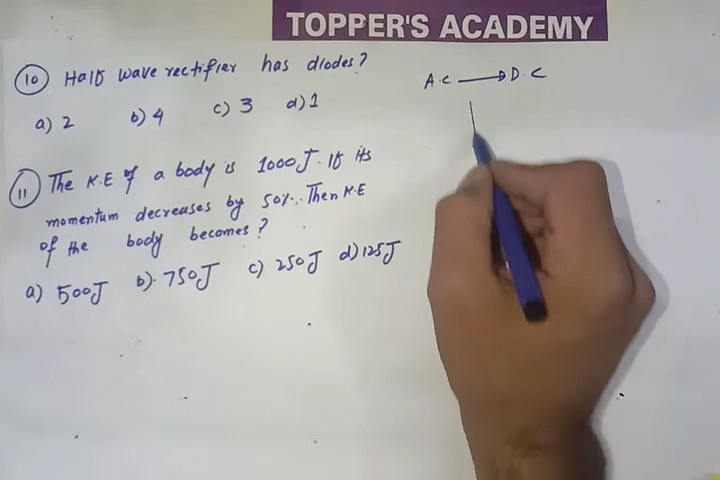 TOPPER'S ACADEMY
10 Half wave rectifier has diodes?
a) 2 b) 4 c) 3 d) 1
A.C → D.C
11 The K.E of a body is 1000J. If its
momentum decreases by 50%. Then K.E
of the body becomes?
a) 500J b). 750J c) 250J d) 125J